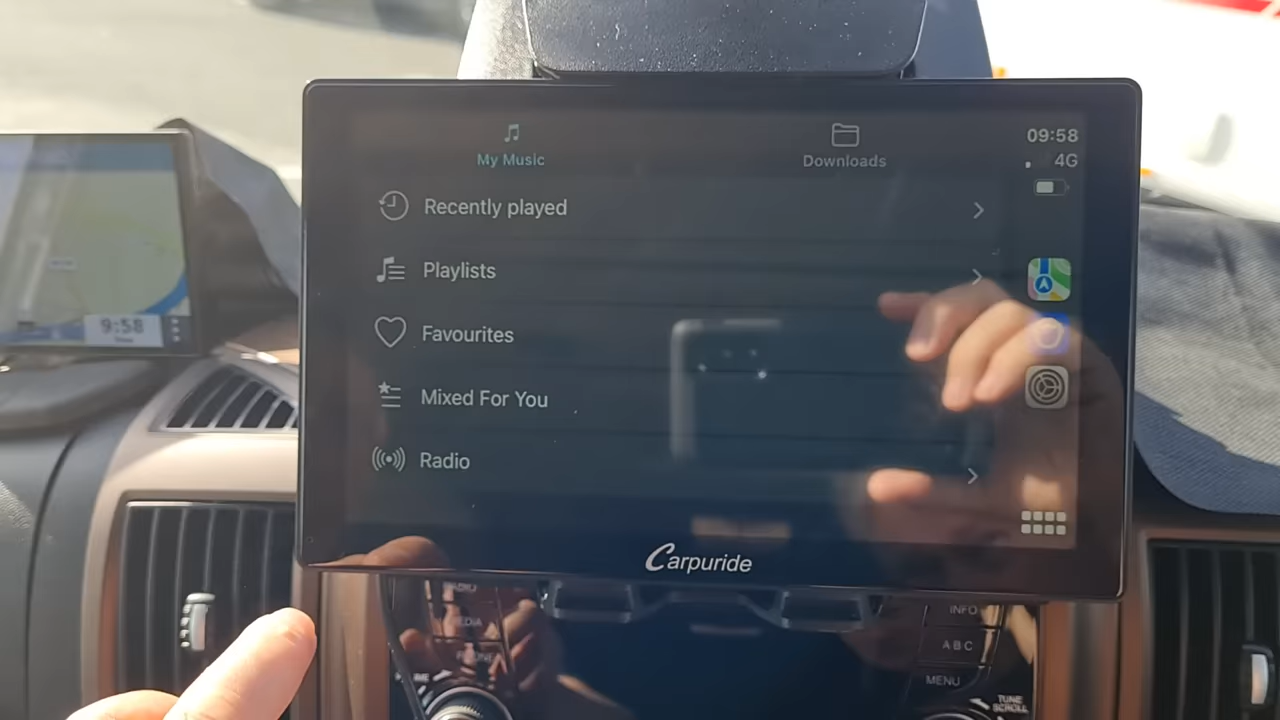 My Music
Downloads
09:58
4G
Recently played
Playlists
Favourites
Mixed For You
Radio
9:58
Carpuride
INFO
ABC
MENU
TUNE
SCROLL